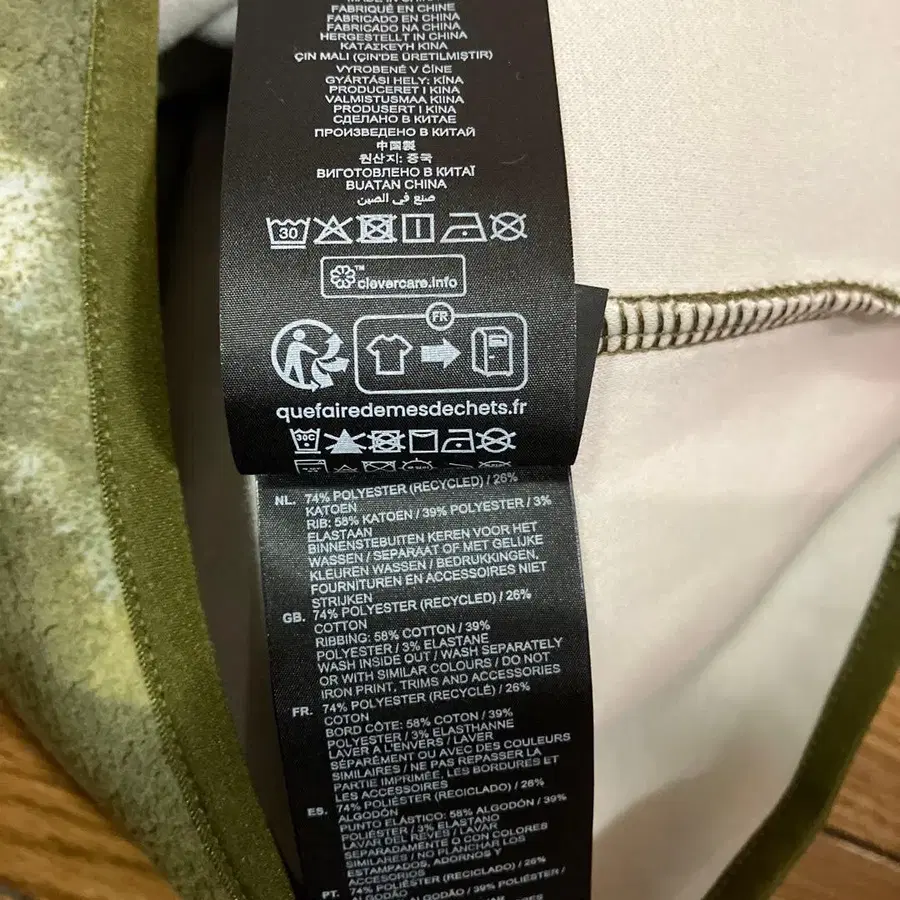 MADE IN CHINA
FABRIQUÉ EN CHINE
FABRICADO EN CHINA
FABRICADO NA CHINA
HERGESTELLT IN CHINA
ΚΑΤΑΣΚΕΥΗ ΚΙΝΑ
ÇIN MALI (ÇIN'DE ÜRETILMIŞTIR)
VYROBENÉ V ČÍNE
GYÁRTÁSI HELY: KÍNA
PRODUCERET I KINA
VALMISTUSMAA KIINA
PRODUSERT I KINA
СДЕЛАНО В КИТАЕ
ПРОИЗВЕДЕНО В КИТАЙ
中国製
원산지: 중국
ВИГОТОВЛЕНО В КИТАЇ
BUATAN CHINA
صنع في الصين
30
™
clevercare.info
FR
quefairedemesdechets.fr
30C
NL. 74% POLYESTER (RECYCLED) / 26%
KATOEN
RIB: 58% KATOEN / 39% POLYESTER / 3%
ELASTAAN
BINNENSTEBUITEN KEREN VOOR HET
WASSEN / SEPARAAT OF MET GELIJKE
KLEUREN WASSEN / BEDRUKKINGEN,
FOURNITUREN EN ACCESSOIRES NIET
STRIJKEN
GB. 74% POLYESTER (RECYCLED) / 26%
COTTON
RIBBING: 58% COTTON / 39%
POLYESTER / 3% ELASTANE
WASH INSIDE OUT / WASH SEPARATELY
OR WITH SIMILAR COLOURS / DO NOT
IRON PRINT, TRIMS AND ACCESSORIES
FR. 74% POLYESTER (RECYCLÉ) / 26%
COTON
BORD CÔTE: 58% COTON / 39%
POLYESTER / 3% ELASTHANNE
LAVER A L'ENVERS / LAVER
SÉPARÉMENT OU AVEC DES COULEURS
SIMILAIRES / NE PAS REPASSER LA
PARTIE IMPRIMÉE, LES BORDURES ET
LES ACCESSOIRES
ES. 74% POLIÉSTER (RECICLADO) / 26%
ALGODÓN
PUNTO ELÁSTICO: 58% ALGODÓN / 39%
POLIÉSTER / 3% ELASTANO
LAVAR DEL REVÉS / LAVAR
SEPARADAMENTE O CON COLORES
SIMILARES / NO PLANCHAR LOS
ESTAMPADOS, ADORNOS Y
ACCESORIOS
PT. 74% POLIÉSTER (RECICLADO) / 26%
ALGODÃO / 39% POLIÉSTER /